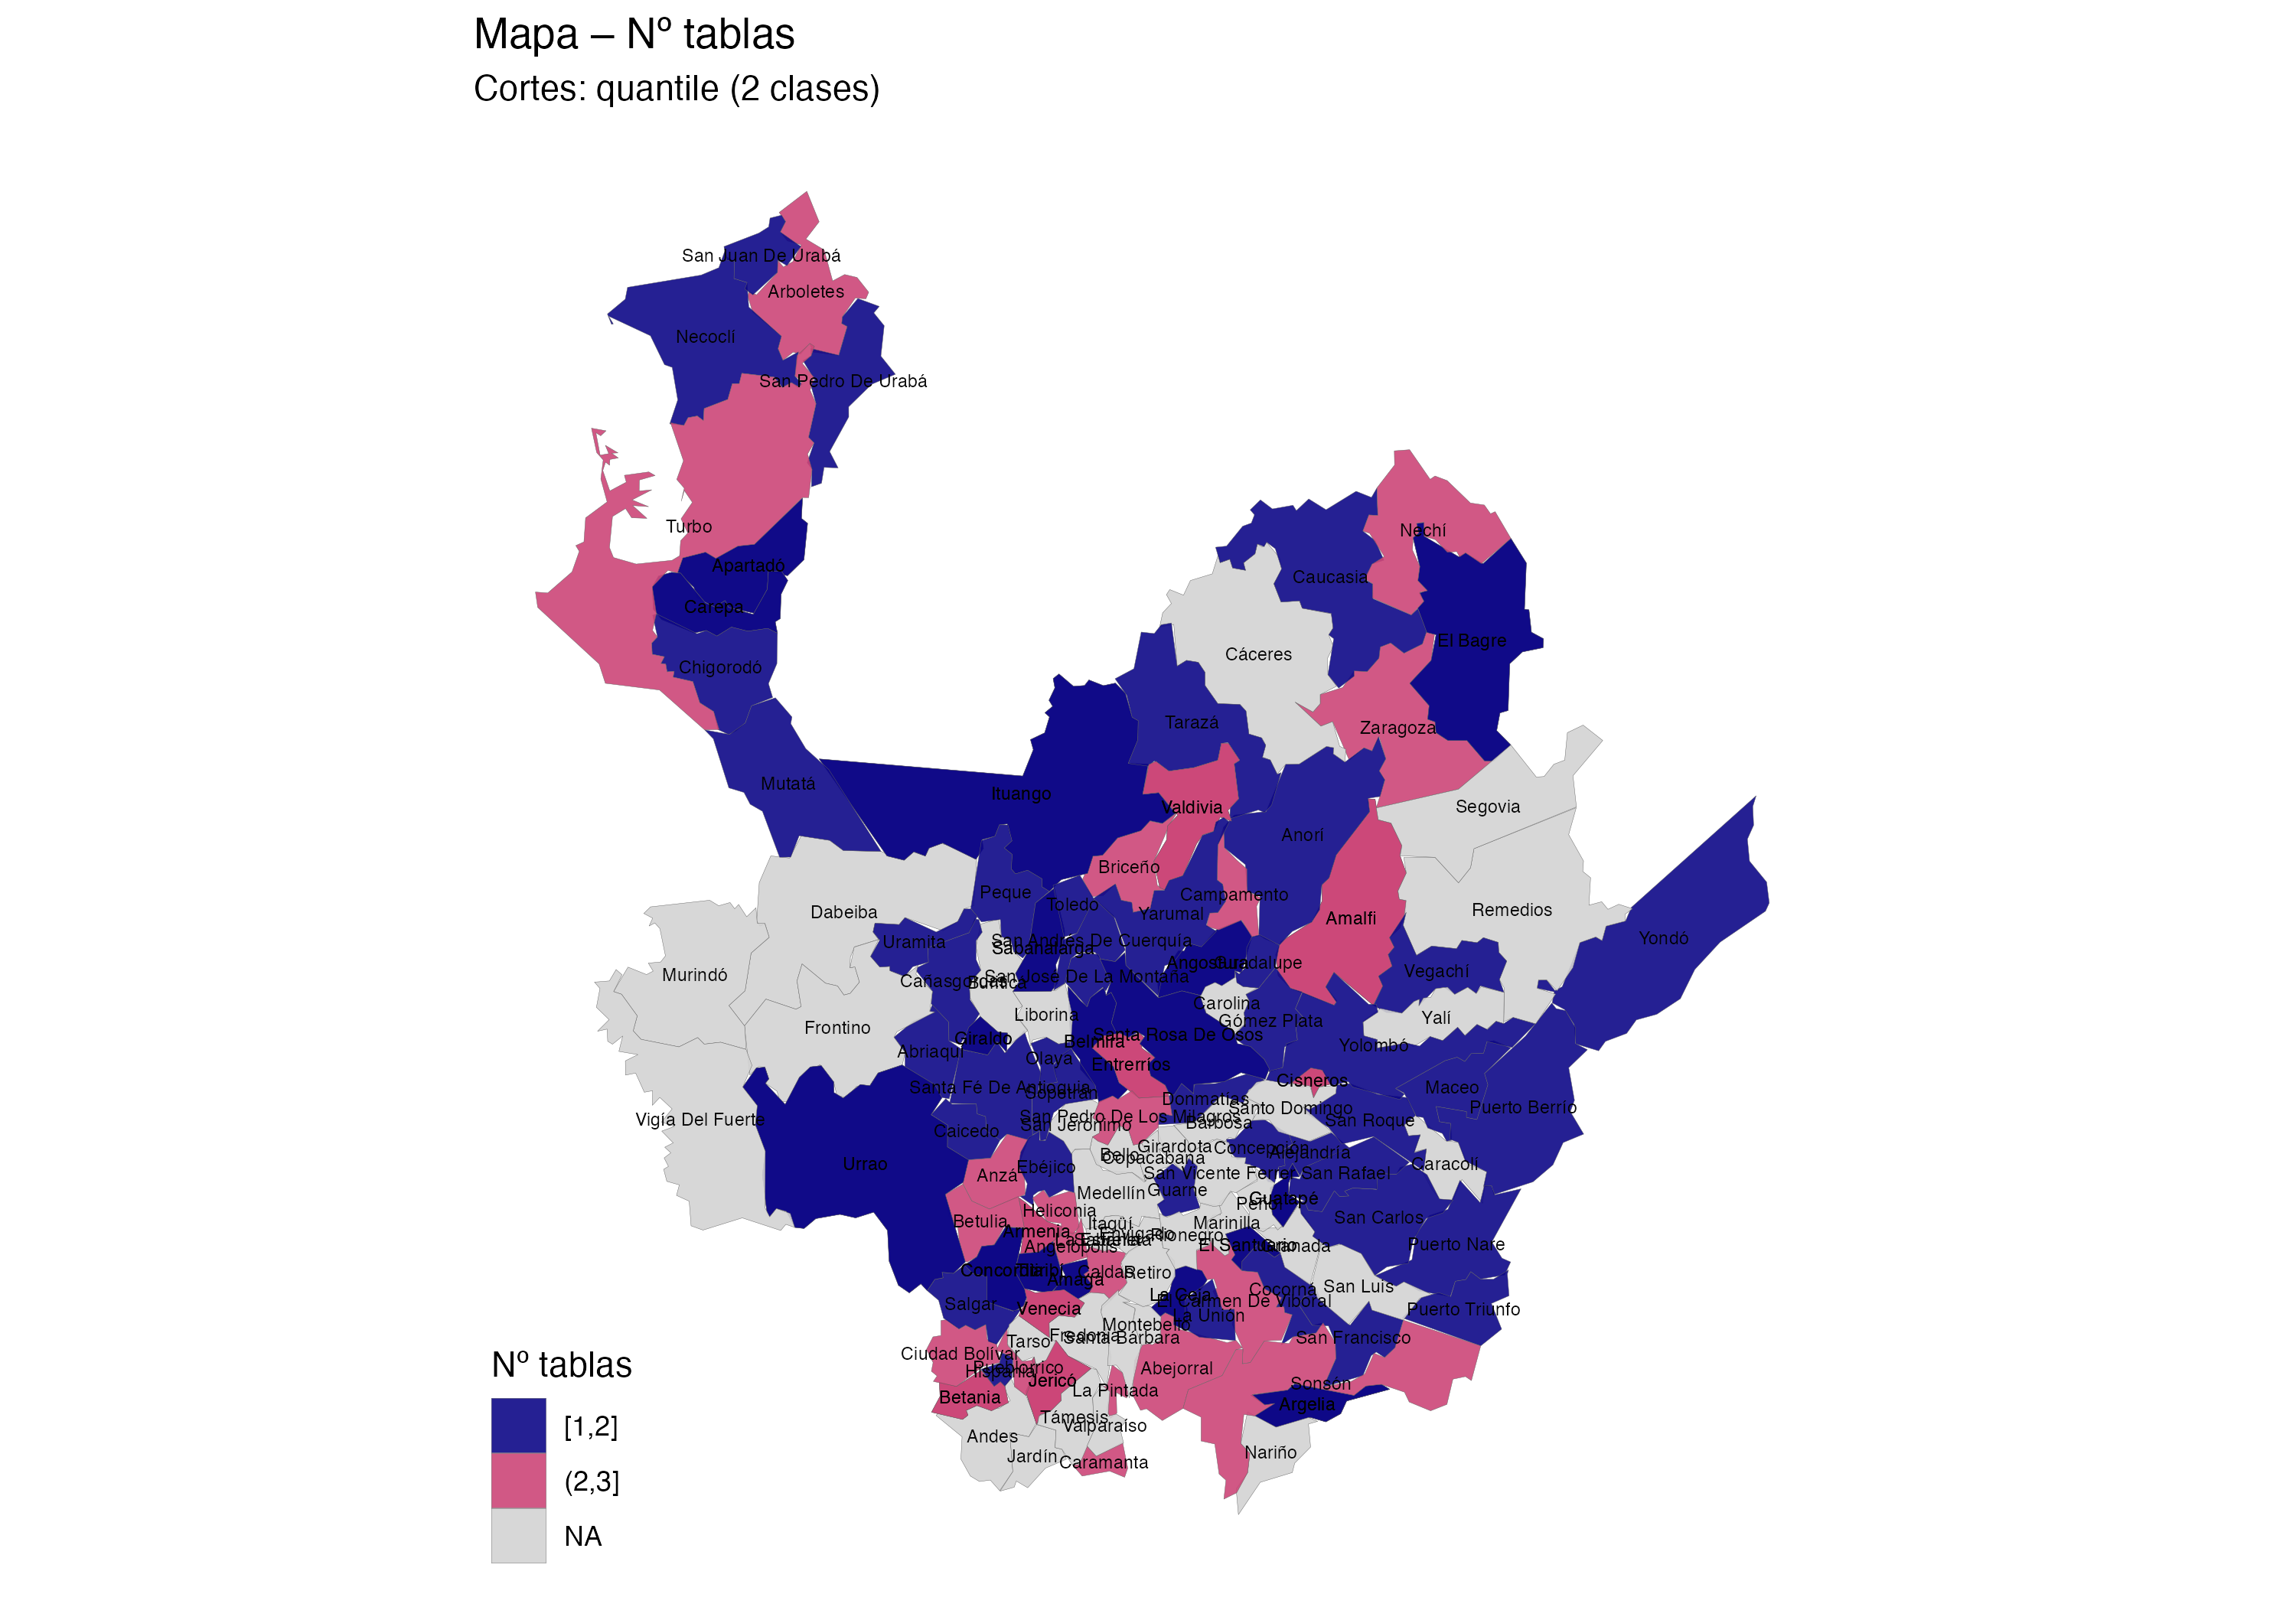 Mapa – Nº tablas
Cortes: quantile (2 clases)
San Juan De Urabá
Arboletes
Necoclí
San Pedro De Urabá
Turbo
Nechí
Apartadó
Caucasia
Carepa
El Bagre
Cáceres
Chigorodó
Tarazá
Zaragoza
Mutatá
Ituango
Valdivia
Segovia
Anorí
Briceño
Peque
Campamento
Toledo
Yarumal
Dabeiba
Amalfi
Remedios
Yondó
Uramita
San Andrés De Cuerquía
Sabanalarga
Angostura
Guadalupe
Vegachí
Murindó
San José De La Montaña
Cañasgordas
Buriticá
Carolina
Liborina
Yalí
Gómez Plata
Frontino
Santa Rosa De Osos
Giraldo
Belmira
Yolombó
Abriaquí
Olaya
Entrerríos
Cisneros
Santa Fé De Antioquia
Maceo
Sopetrán
Donmatías
Santo Domingo
Puerto Berrío
San Pedro De Los Milagros
Vigía Del Fuerte
San Roque
Barbosa
San Jerónimo
Caicedo
Girardota
Concepción
Alejandría
Bello
Copacabana
Urrao
Caracolí
Ebéjico
San Vicente Ferrer
San Rafael
Anzá
Medellín
Guarne
Guatapé
Peñol
Heliconia
San Carlos
Betulia
Itagüí
Marinilla
Armenia
Envigado
Rionegro
La Estrella
Sabaneta
El Santuario
Granada
Angelópolis
Puerto Nare
Concordia
Titiribí
Caldas
Retiro
Amagá
San Luis
Cocorná
La Ceja
El Carmen De Viboral
Salgar
Venecia
Puerto Triunfo
La Unión
Montebello
Fredonia
Santa Bárbara
San Francisco
Tarso
Ciudad Bolívar
Pueblorrico
Hispania
Abejorral
Jericó
Sonsón
La Pintada
Betania
Argelia
Támesis
Valparaíso
Andes
Jardín
Nariño
Caramanta
Nº tablas
[1,2]
(2,3]
NA